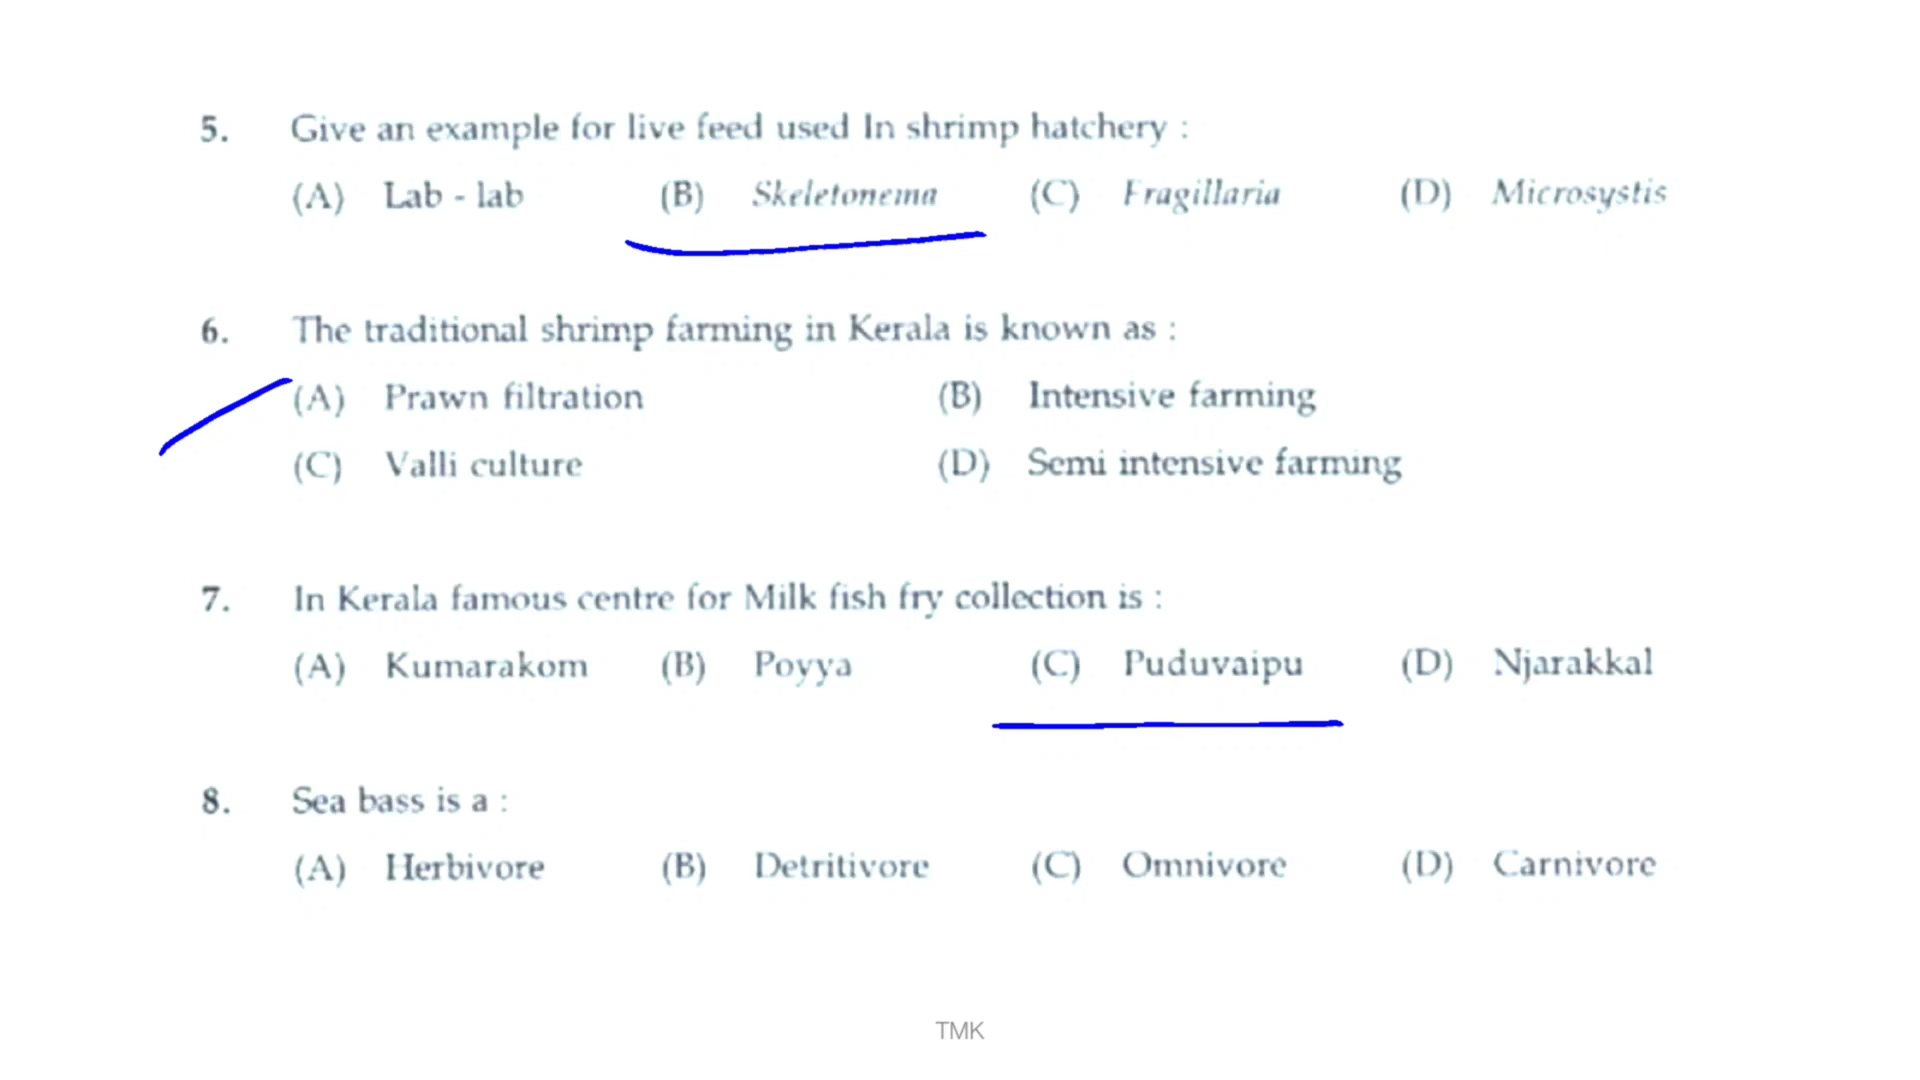 5. Give an example for live feed used In shrimp hatchery :
(A) Lab - lab (B) Skeletonema (C) Fragillaria (D) Microsystis
6. The traditional shrimp farming in Kerala is known as :
(A) Prawn filtration (B) Intensive farming
(C) Valli culture (D) Semi intensive farming
7. In Kerala famous centre for Milk fish fry collection is :
(A) Kumarakom (B) Poyya (C) Puduvaipu (D) Njarakkal
8. Sea bass is a :
(A) Herbivore (B) Detritivore (C) Omnivore (D) Carnivore
TMK